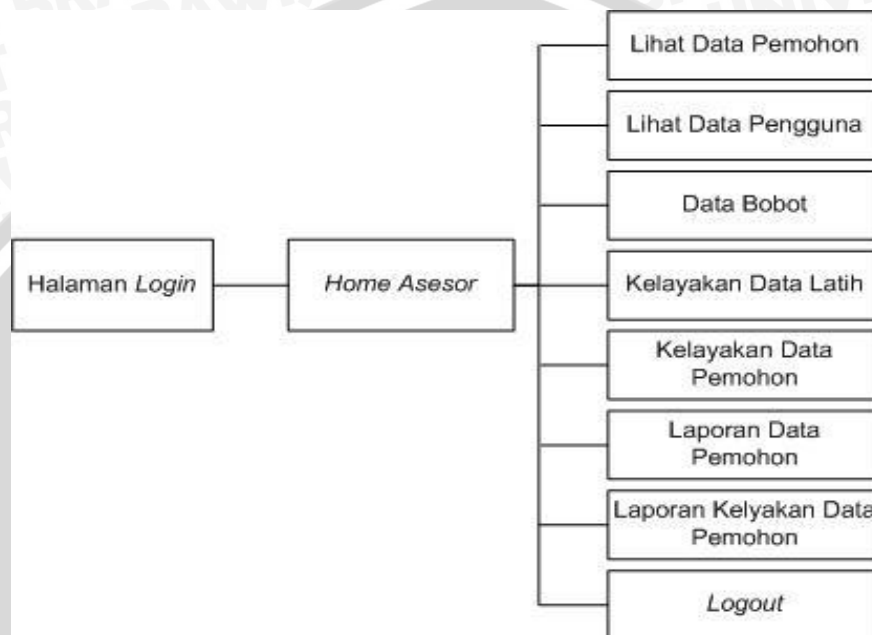 Lihat Data Pemohon
Lihat Data Pengguna
Data Bobot
Halaman Login
Home Asesor
Kelayakan Data Latih
Kelayakan Data
Pemohon
Laporan Data
Pemohon
Laporan Kelyakan Data
Pemohon
Logout